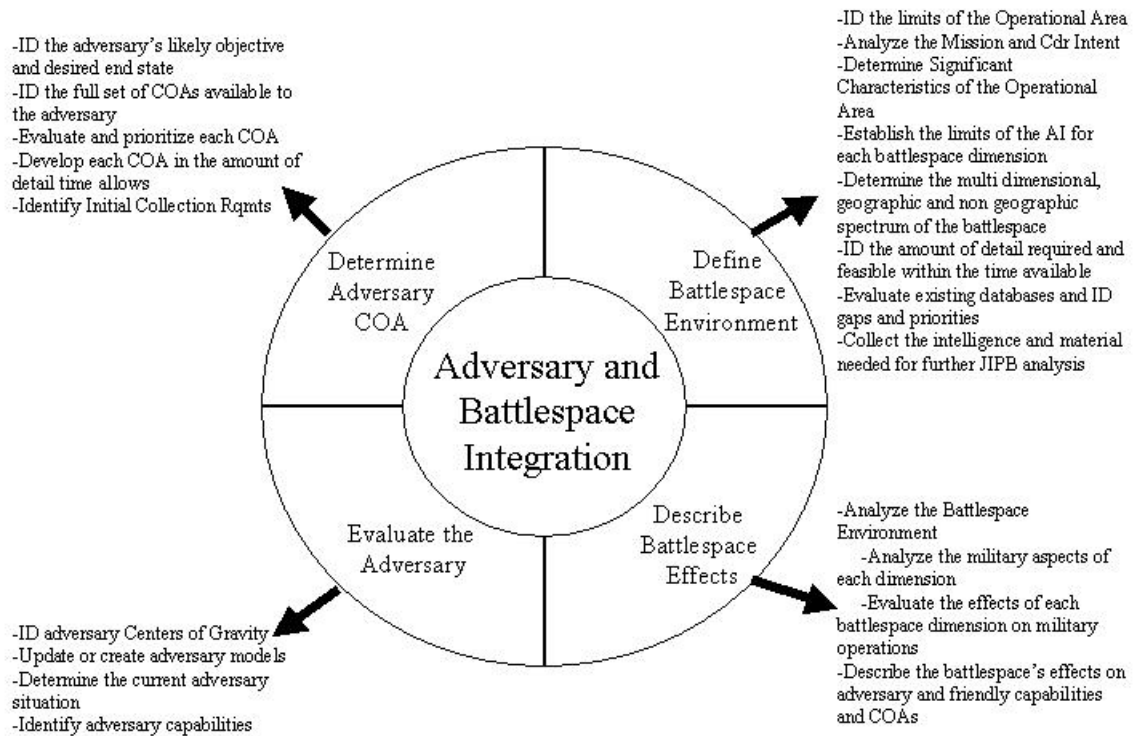 -ID the adversary's likely objective
and desired end state
-ID the full set of COAs available to
the adversary
-Evaluate and prioritize each COA
-Develop each COA in the amount of
detail time allows
-Identify Initial Collection Rqmts
-ID the limits of the Operational Area
-Analyze the Mission and Cdr Intent
-Determine Significant
Characteristics of the Operational
Area
-Establish the limits of the AI for
each battlespace dimension
-Determine the multi dimensional,
geographic and non geographic
spectrum of the battlespace
-ID the amount of detail required and
feasible within the time available
-Evaluate existing databases and ID
gaps and priorities
-Collect the intelligence and material
needed for further JIPB analysis
Determine
Adversary
COA
Define
Battlespace
Environment
Adversary and
Battlespace
Integration
Evaluate the
Adversary
Describe
Battlespace
Effects
-ID adversary Centers of Gravity
-Update or create adversary models
-Determine the current adversary
situation
-Identify adversary capabilities
-Analyze the Battlespace
Environment
-Analyze the military aspects of
each dimension
-Evaluate the effects of each
battlespace dimension on military
operations
-Describe the battlespace's effects on
adversary and friendly capabilities
and COAs